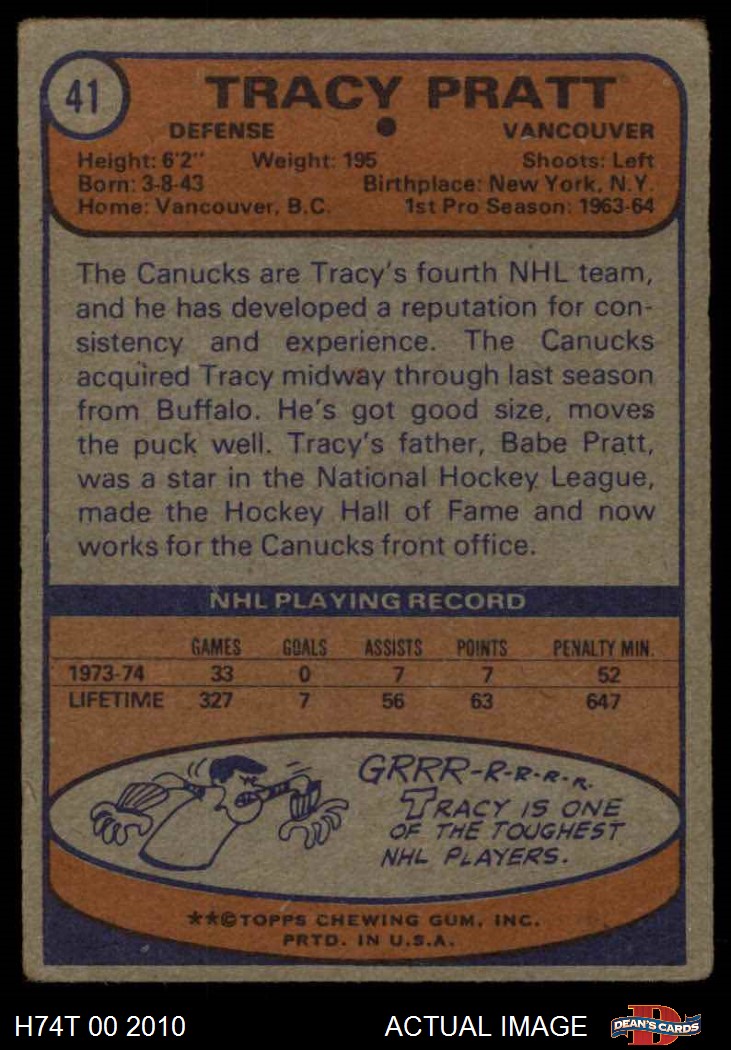 41
TRACY PRATT
DEFENSE • VANCOUVER
Height: 6'2" Weight: 195 Shoots: Left
Born: 3-8-43 Birthplace: New York, N.Y.
Home: Vancouver, B.C. 1st Pro Season: 1963-64
The Canucks are Tracy's fourth NHL team,
and he has developed a reputation for con-
sistency and experience. The Canucks
acquired Tracy midway through last season
from Buffalo. He's got good size, moves
the puck well. Tracy's father, Babe Pratt,
was a star in the National Hockey League,
made the Hockey Hall of Fame and now
works for the Canucks front office.
NHL PLAYING RECORD
GAMES GOALS ASSISTS POINTS PENALTY MIN.
1973-74 33 0 7 7 52
LIFETIME 327 7 56 63 647
GRRR-R-R-R-R.
TRACY IS ONE
OF THE TOUGHEST
NHL PLAYERS.
**©TOPPS CHEWING GUM, INC.
PRTD. IN U.S.A.
H74T 00 2010 ACTUAL IMAGE D DEAN'S CARDS